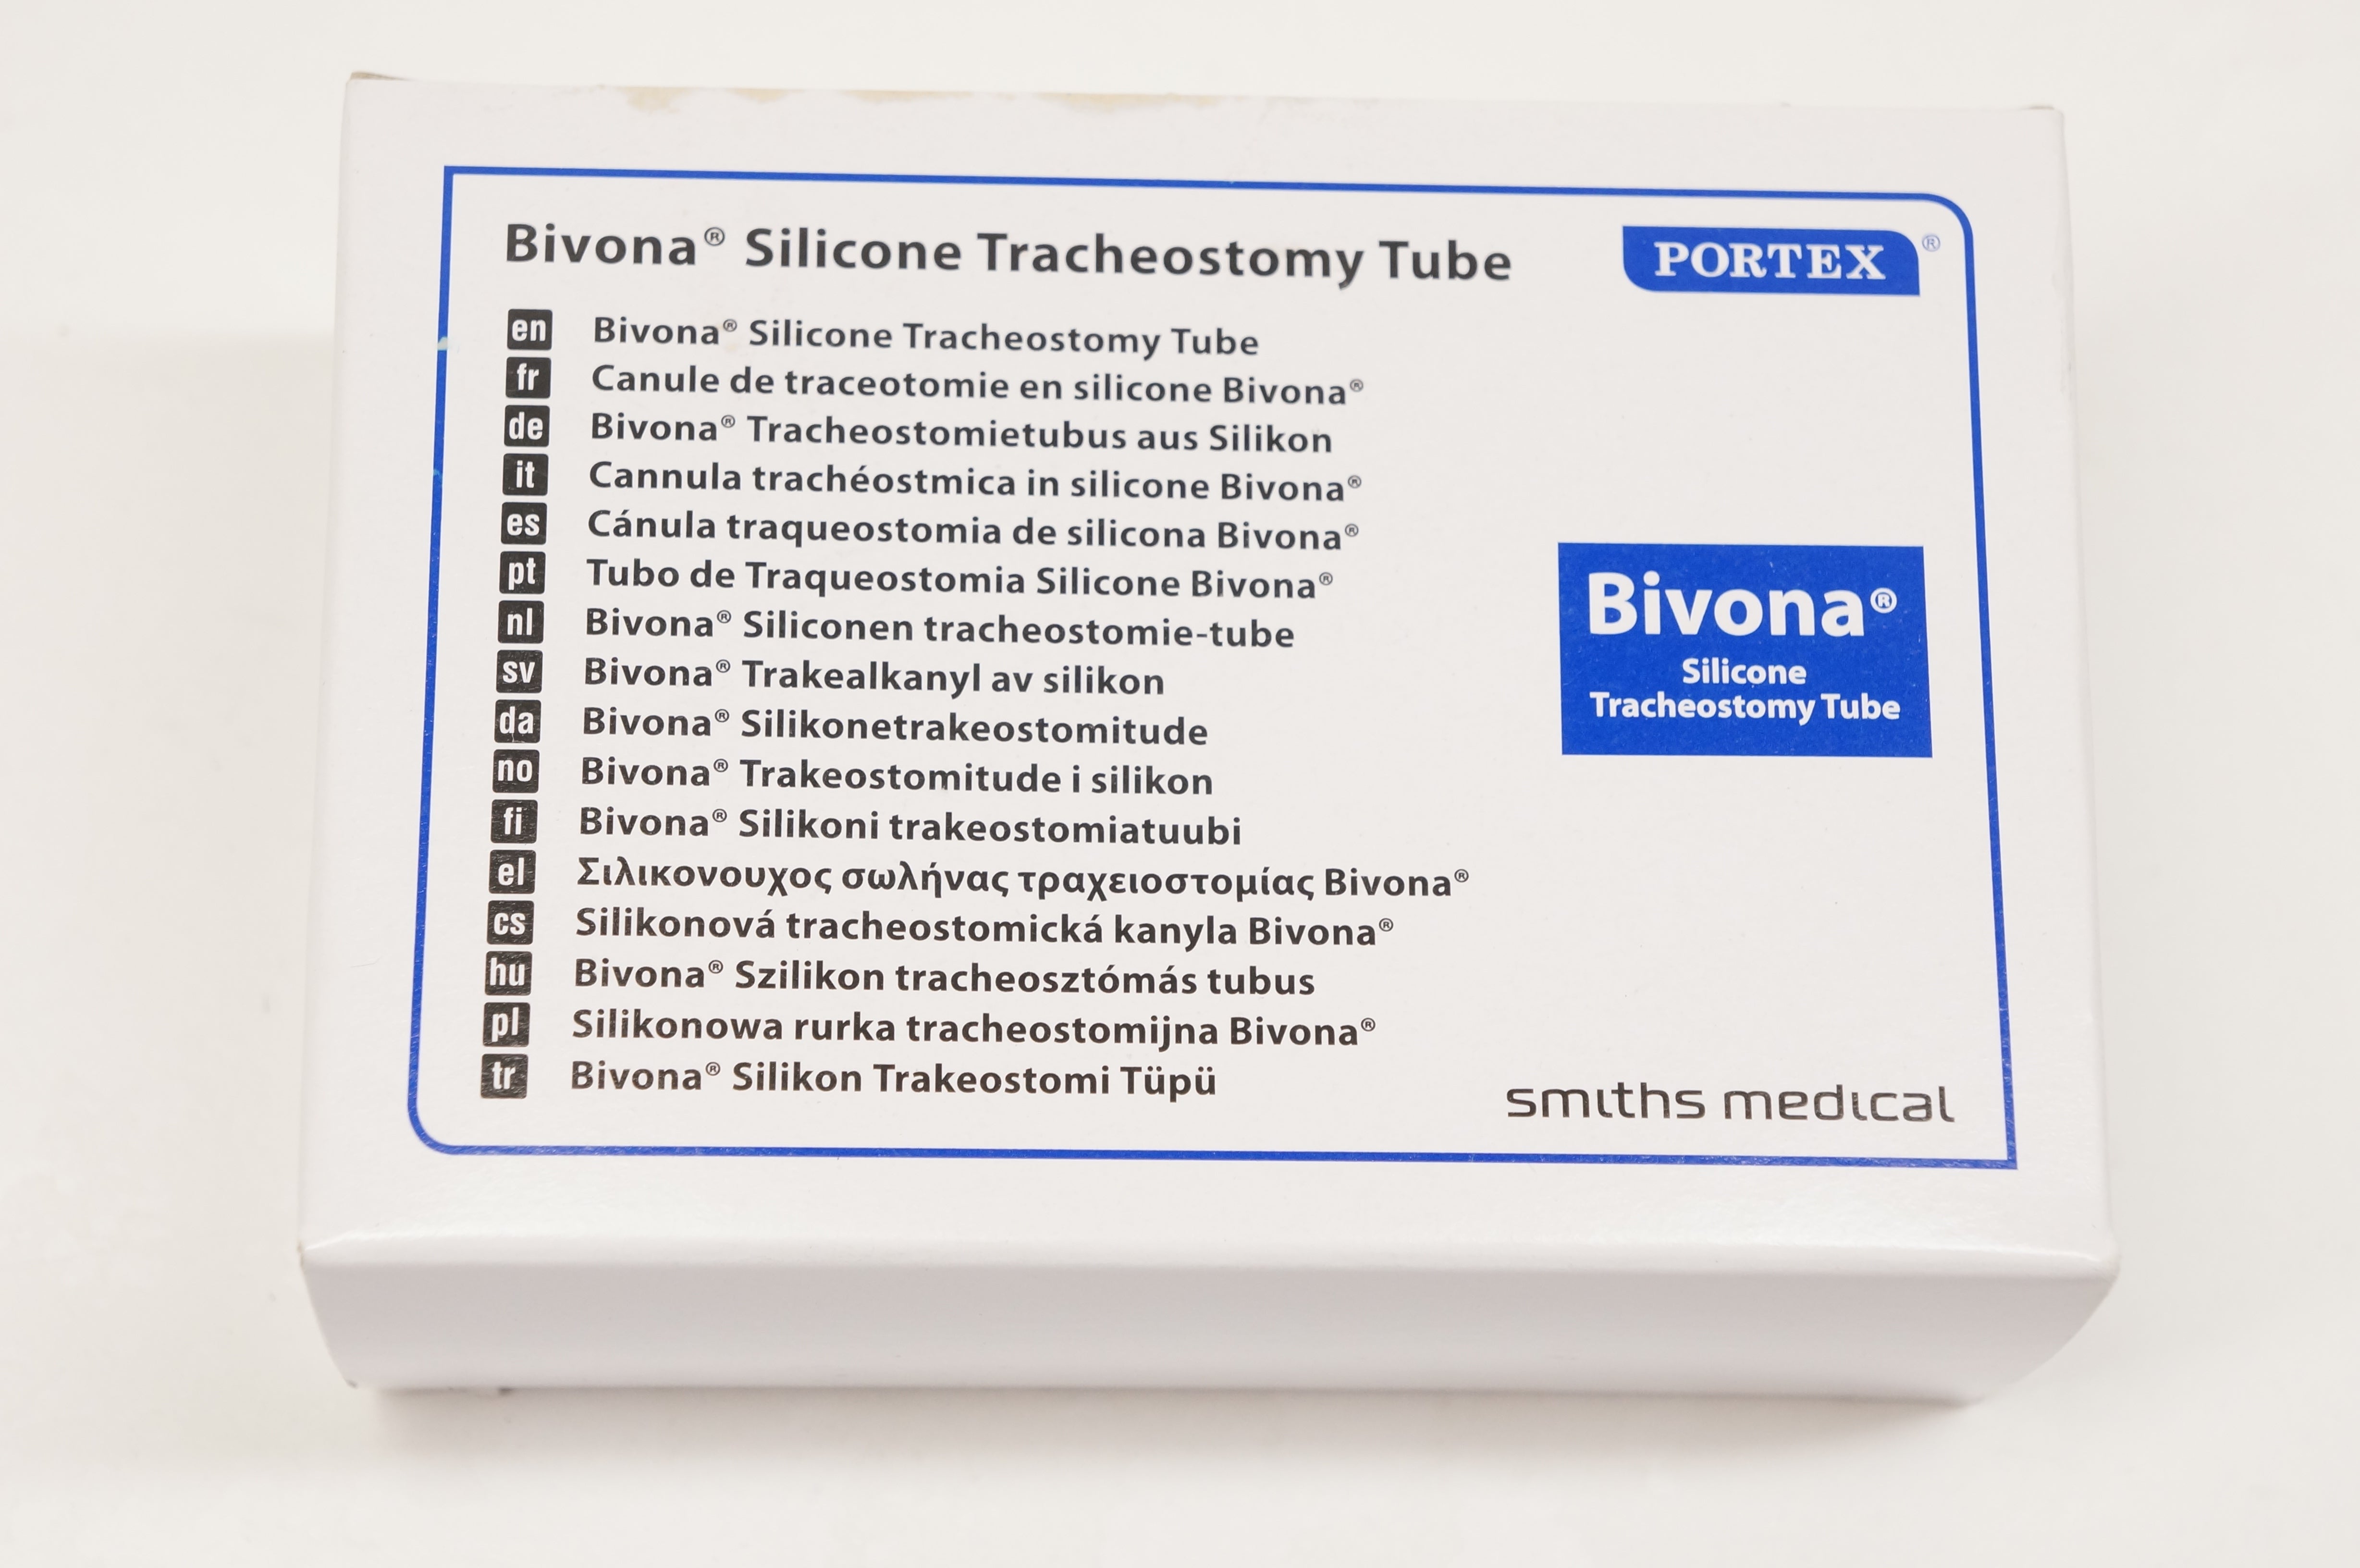 Bivona® Silicone Tracheostomy Tube
PORTEX®
en Bivona® Silicone Tracheostomy Tube
fr Canule de traceotomie en silicone Bivona®
de Bivona® Tracheostomietubus aus Silikon
it Cannula trachéostmica in silicone Bivona®
es Cánula traqueostomia de silicona Bivona®
pt Tubo de Traqueostomia Silicone Bivona®
nl Bivona® Siliconen tracheostomie-tube
sv Bivona® Trakealkanyl av silikon
da Bivona® Silikonetrakeostomitude
no Bivona® Trakeostomitude i silikon
fi Bivona® Silikoni trakeostomiatuubi
el Σιλικονουχος σωλήνας τραχειοστομίας Bivona®
cs Silikonová tracheostomická kanyla Bivona®
hu Bivona® Szilikon tracheosztómás tubus
pl Silikonowa rurka tracheostomijna Bivona®
tr Bivona® Silikon Trakeostomi Tüpü
Bivona®
Silicone
Tracheostomy Tube
smiths medical